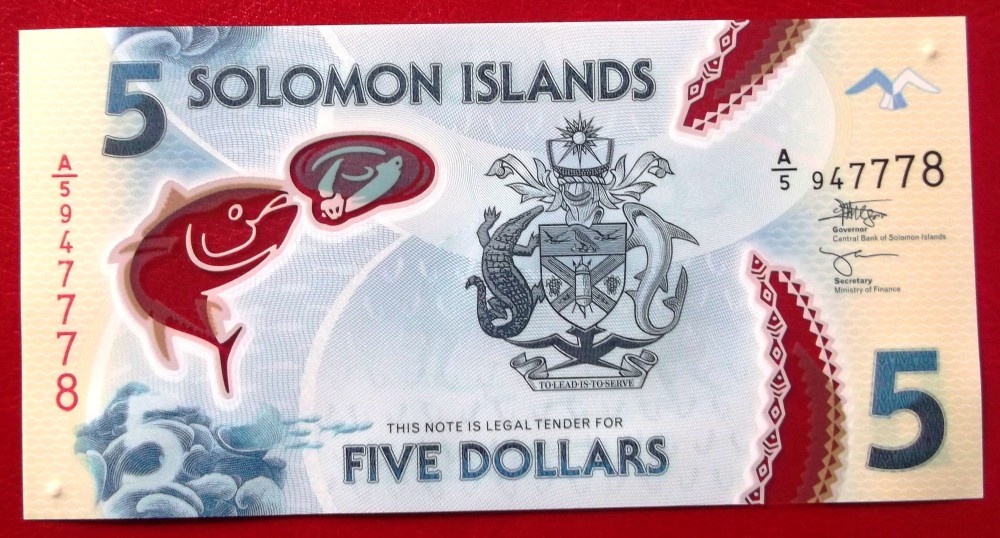 5 SOLOMON ISLANDS
A/5 947778
A/5 947778
Governor
Central Bank of Solomon Islands
Secretary
Ministry of Finance
TO·LEAD·IS·TO·SERVE
THIS NOTE IS LEGAL TENDER FOR
FIVE DOLLARS
5